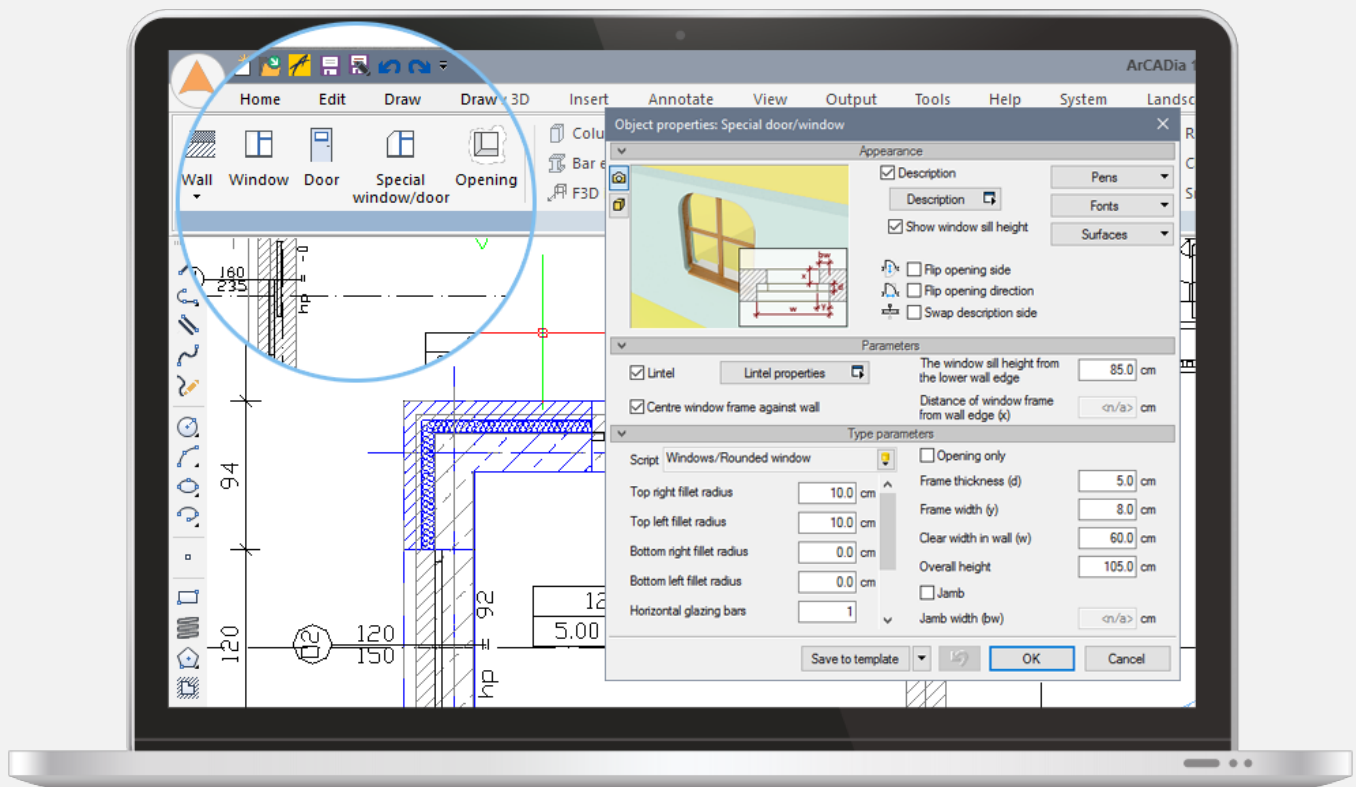 ArCADia 1
Home Edit Draw Draw 3D Insert Annotate View Output Tools Help System Landsc
Wall Window Door Special window/door Opening
Colu
Bar e
F3D
Object properties: Special door/window
Appearance
Description
Description
Show window sill height
Pens
Fonts
Surfaces
Flip opening side
Flip opening direction
Swap description side
bw
x
d
w
y
Parameters
Lintel
Lintel properties
The window sill height from
the lower wall edge
85.0 cm
Centre window frame against wall
Distance of window frame
from wall edge (x)
<n/a> cm
Type parameters
Script Windows/Rounded window
Opening only
Top right fillet radius 10.0 cm
Frame thickness (d) 5.0 cm
Top left fillet radius 10.0 cm
Frame width (y) 8.0 cm
Bottom right fillet radius 0.0 cm
Clear width in wall (w) 60.0 cm
Bottom left fillet radius 0.0 cm
Overall height 105.0 cm
Horizontal glazing bars 1
Jamb
Jamb width (bw) <n/a> cm
Save to template
OK
Cancel
160
235
hp = -0
94
120
120
150
hp = 92
12
5.00